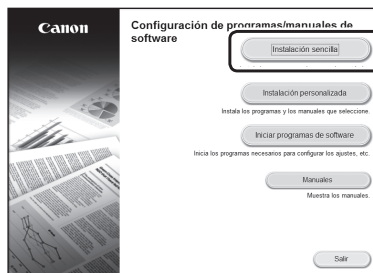 Canon
Configuración de programas/manuales de
software
Instalación sencilla
Instalación personalizada
Instala los programas y los manuales que seleccione.
Iniciar programas de software
Inicia los programas necesarios para configurar los ajustes, etc.
Manuales
Muestra los manuales.
Salir